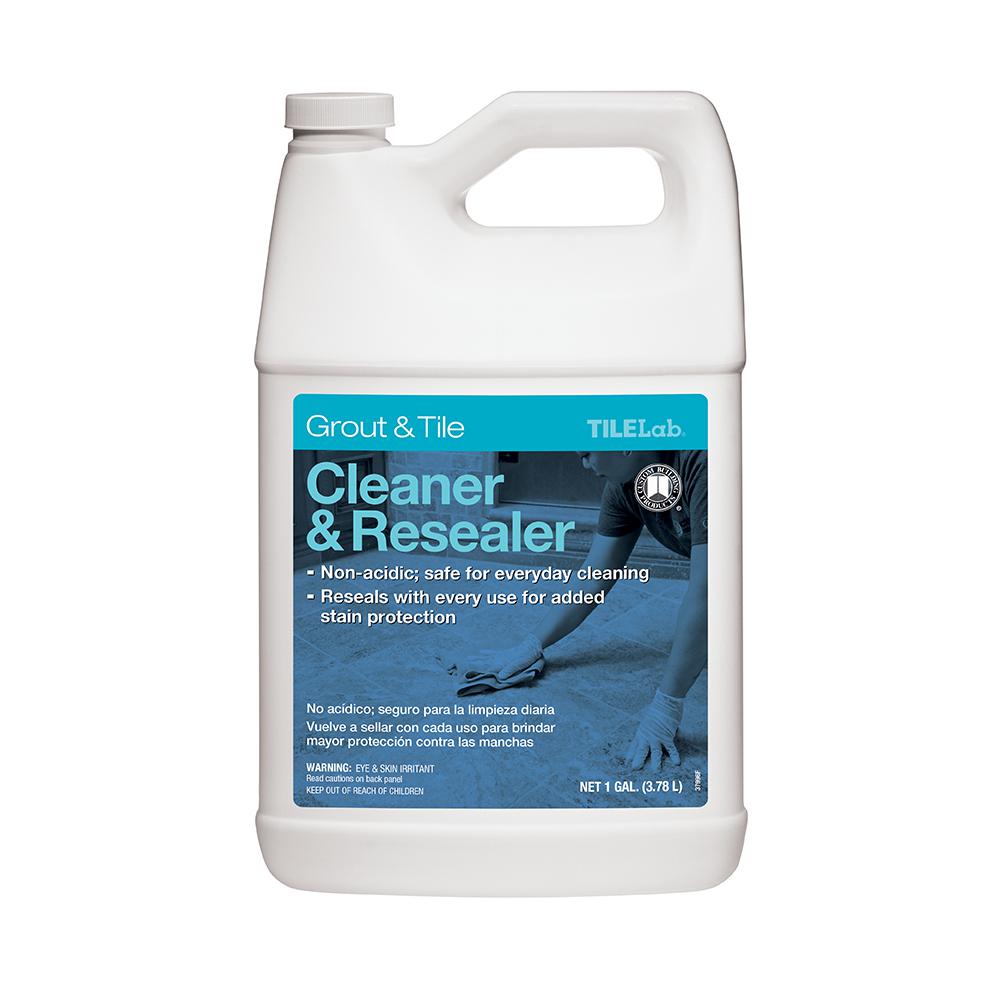 Grout & Tile
TILELab®
Cleaner
& Resealer
CUSTOM BUILDING PRODUCTS
®
- Non-acidic; safe for everyday cleaning
- Reseals with every use for added
stain protection
No acídico; seguro para la limpieza diaria
Vuelve a sellar con cada uso para brindar
mayor protección contra las manchas
WARNING: EYE & SKIN IRRITANT
Read cautions on back panel
KEEP OUT OF REACH OF CHILDREN
NET 1 GAL. (3.78 L)